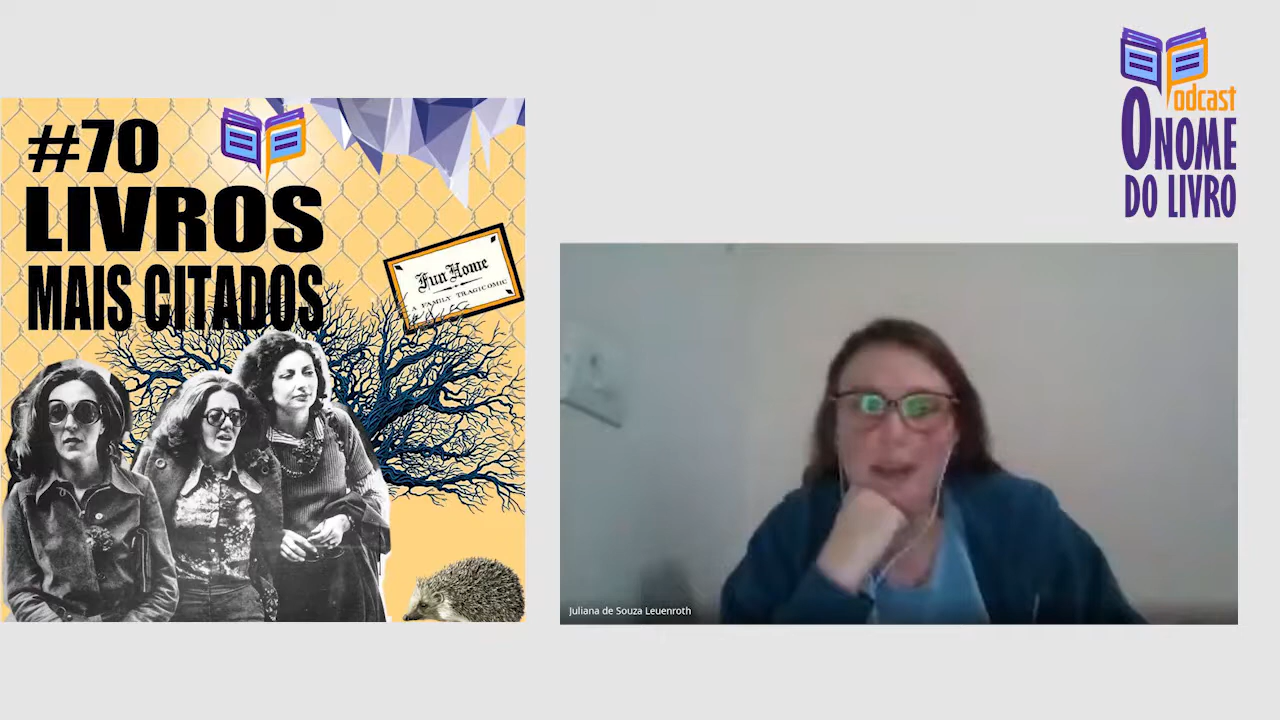 #70
LIVROS
MAIS CITADOS
Fun Home
A FAMILY TRAGICOMIC
Podcast
O NOME
DO LIVRO
Juliana de Souza Leuenroth